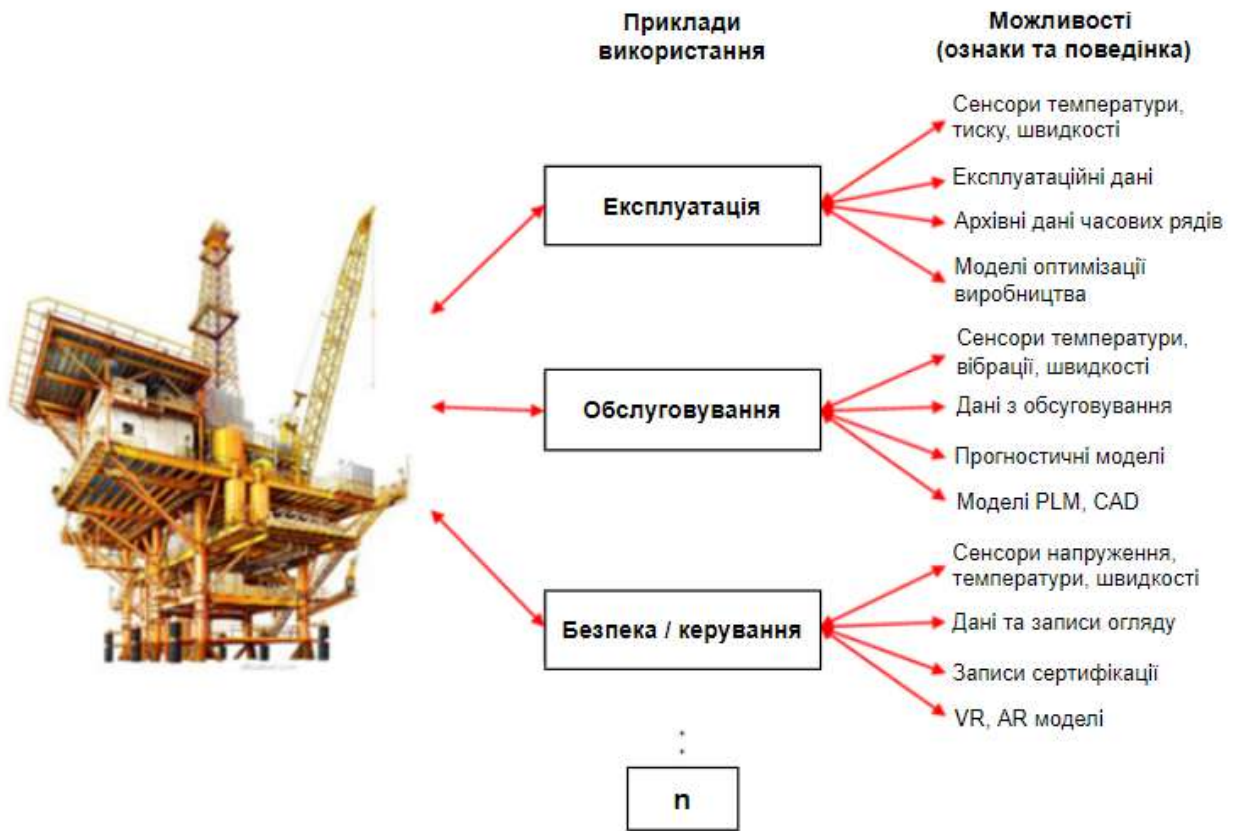 Приклади
використання
Можливості
(ознаки та поведінка)
Експлуатація
Сенсори температури,
тиску, швидкості
Експлуатаційні дані
Архівні дані часових рядів
Моделі оптимізації
виробництва
Обслуговування
Сенсори температури,
вібрації, швидкості
Дані з обсуговування
Прогностичні моделі
Моделі PLM, CAD
Безпека / керування
Сенсори напруження,
температури, швидкості
Дані та записи огляду
Записи сертифікації
VR, AR моделі
n